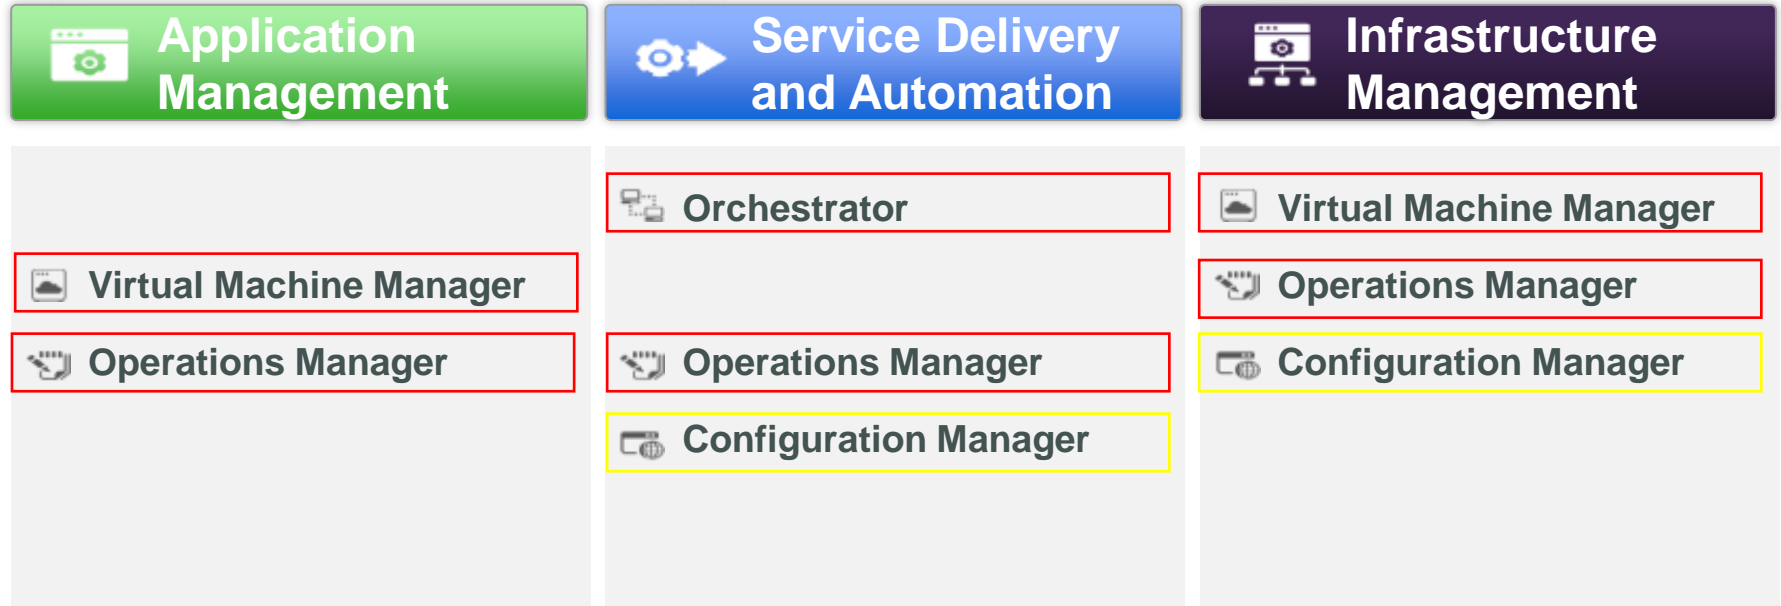 Application
Management
Service Delivery
and Automation
Infrastructure
Management
Virtual Machine Manager
Operations Manager
Orchestrator
Operations Manager
Configuration Manager
Virtual Machine Manager
Operations Manager
Configuration Manager